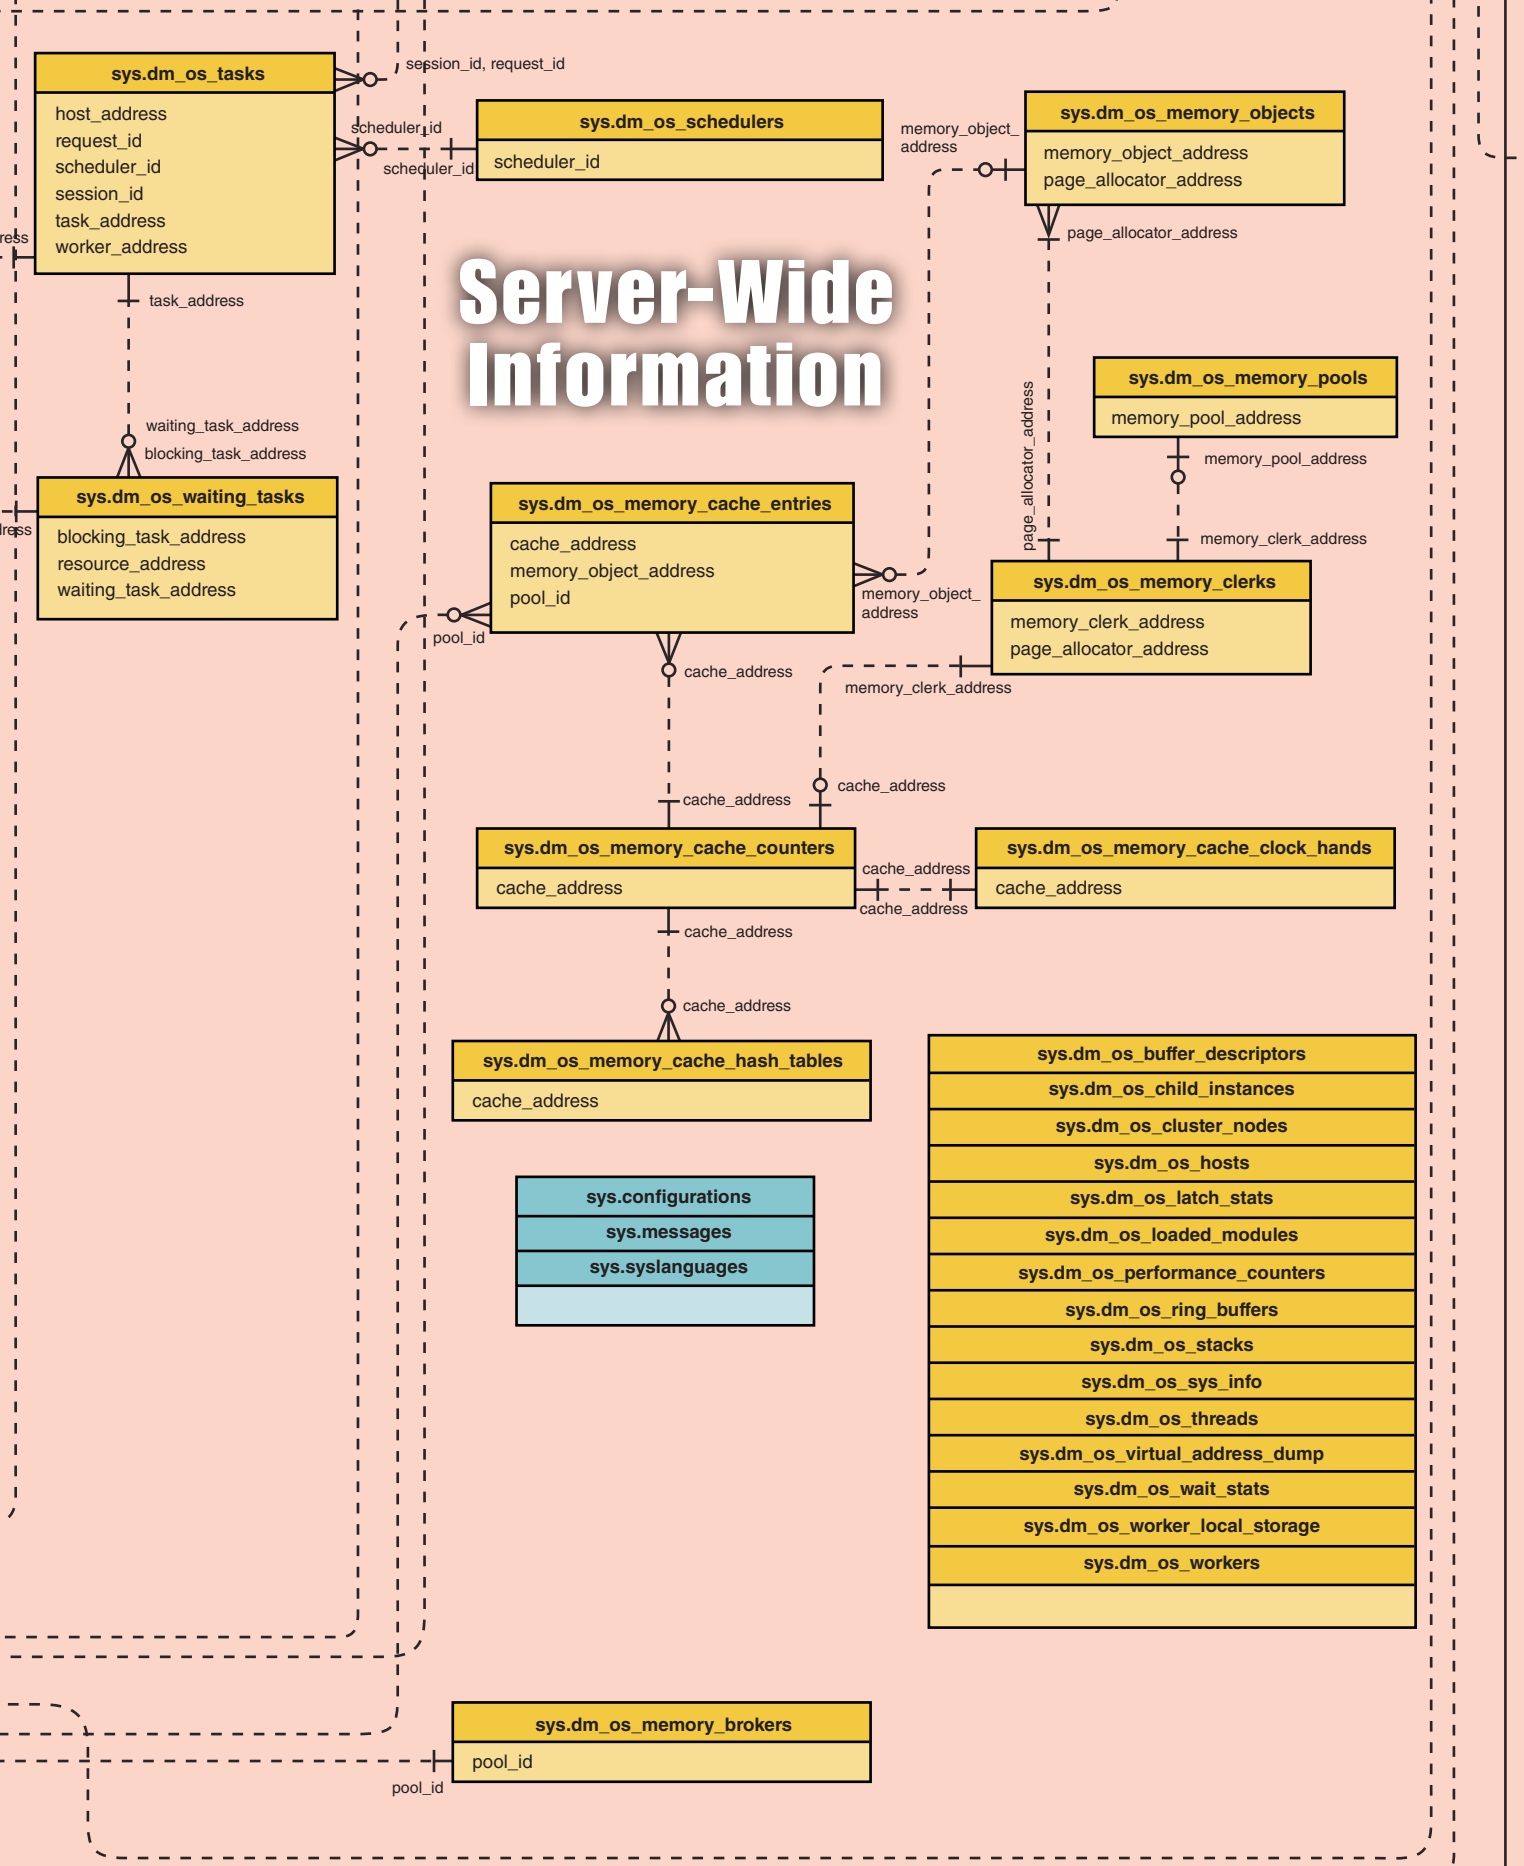 sys.dm_os_tasks
host_address
request_id
scheduler_id
session_id
task_address
worker_address
session_id, request_id
scheduler_id
scheduler_id
sys.dm_os_schedulers
scheduler_id
memory_object_
address
sys.dm_os_memory_objects
memory_object_address
page_allocator_address
page_allocator_address
ress
task_address
Server-Wide
Information
waiting_task_address
blocking_task_address
sys.dm_os_waiting_tasks
blocking_task_address
resource_address
waiting_task_address
dress
page_allocator_address
sys.dm_os_memory_pools
memory_pool_address
memory_pool_address
memory_clerk_address
sys.dm_os_memory_cache_entries
cache_address
memory_object_address
pool_id
pool_id
memory_object_
address
sys.dm_os_memory_clerks
memory_clerk_address
page_allocator_address
cache_address
memory_clerk_address
cache_address
cache_address
sys.dm_os_memory_cache_counters
cache_address
cache_address
cache_address
sys.dm_os_memory_cache_clock_hands
cache_address
cache_address
cache_address
sys.dm_os_memory_cache_hash_tables
cache_address
sys.configurations
sys.messages
sys.syslanguages
sys.dm_os_buffer_descriptors
sys.dm_os_child_instances
sys.dm_os_cluster_nodes
sys.dm_os_hosts
sys.dm_os_latch_stats
sys.dm_os_loaded_modules
sys.dm_os_performance_counters
sys.dm_os_ring_buffers
sys.dm_os_stacks
sys.dm_os_sys_info
sys.dm_os_threads
sys.dm_os_virtual_address_dump
sys.dm_os_wait_stats
sys.dm_os_worker_local_storage
sys.dm_os_workers
sys.dm_os_memory_brokers
pool_id
pool_id